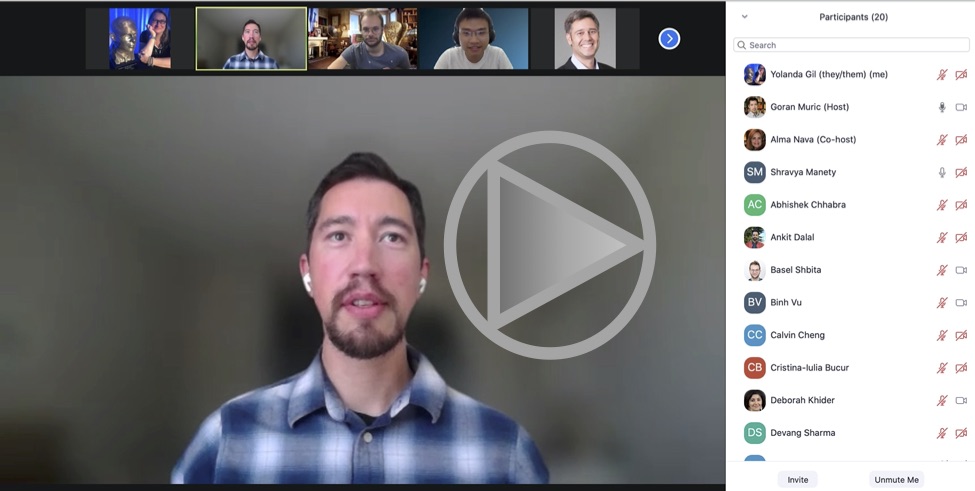 Participants (20)
Search
Yolanda Gil (they/them) (me)
Goran Muric (Host)
Alma Nava (Co-host)
SM Shravya Manety
AC Abhishek Chhabra
Ankit Dalal
Basel Shbita
BV Binh Vu
CC Calvin Cheng
CB Cristina-Iulia Bucur
Deborah Khider
DS Devang Sharma
Invite
Unmute Me